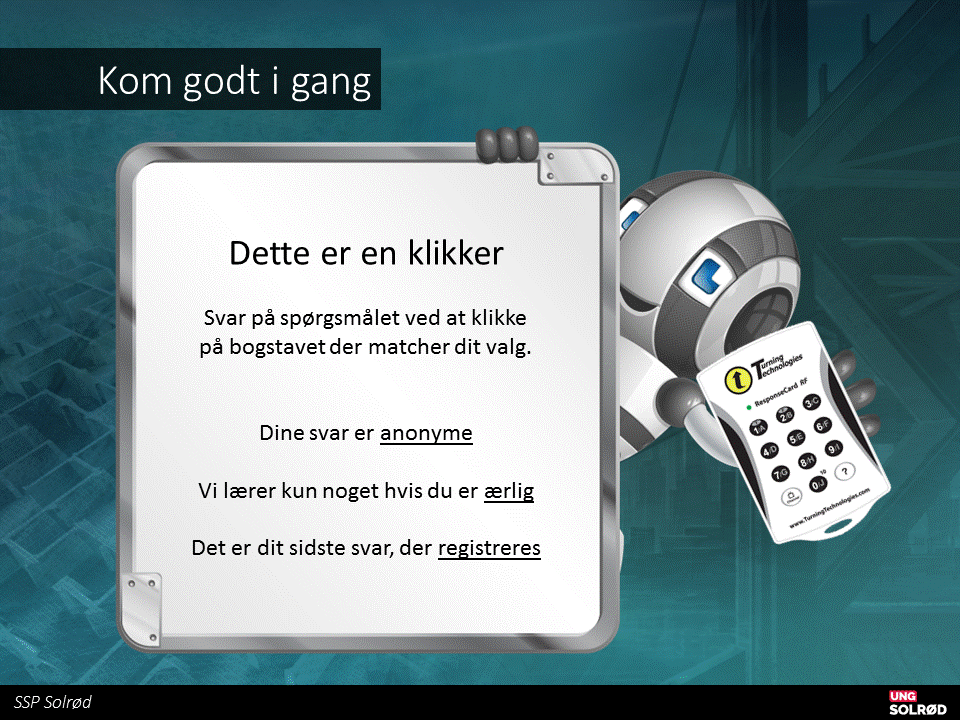 Kom godt i gang
Dette er en klikker
Svar på spørgsmålet ved at klikke
på bogstavet der matcher dit valg.
Dine svar er anonyme
Vi lærer kun noget hvis du er ærlig
Det er dit sidste svar, der registreres
t Turning
Technologies
ResponseCard RF
1/A 2/B 3/C
4/D 5/E 6/F
7/G 8/H 9/I
10
0/J ?
www.TurningTechnologies.com
SSP Solrød
UNG
SOLRØD